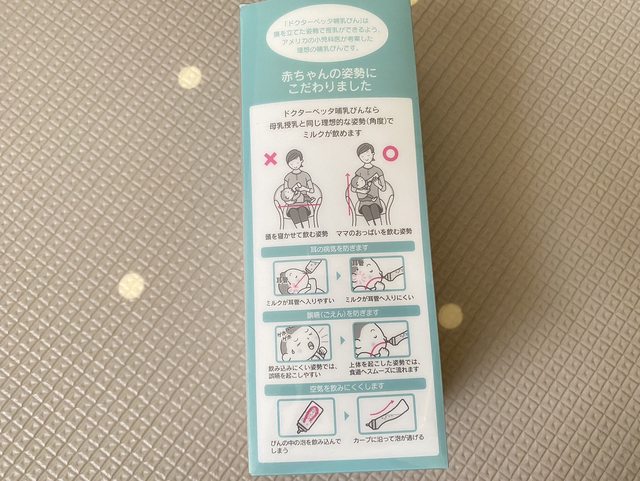 「ドクターベッタ哺乳びん」は
頭を立てた姿勢で授乳ができるよう、
アメリカの小児科医が考案した
理想の哺乳びんです。
赤ちゃんの姿勢に
こだわりました
ドクターベッタ哺乳びんなら
母乳授乳と同じ理想的な姿勢(角度)で
ミルクが飲めます
頭を寝かせて飲む姿勢
ママのおっぱいを飲む姿勢
耳の病気を防ぎます
耳管
耳管
ミルクが耳管へ入りやすい
ミルクが耳管へ入りにくい
誤嚥(ごえん)を防ぎます
飲み込みにくい姿勢では、
誤嚥を起こしやすい
上体を起こした姿勢では、
食道へスムーズに流れます
空気を飲みにくくします
びんの中の泡を飲み込んで
しまう
カーブに沿って泡が逃げる